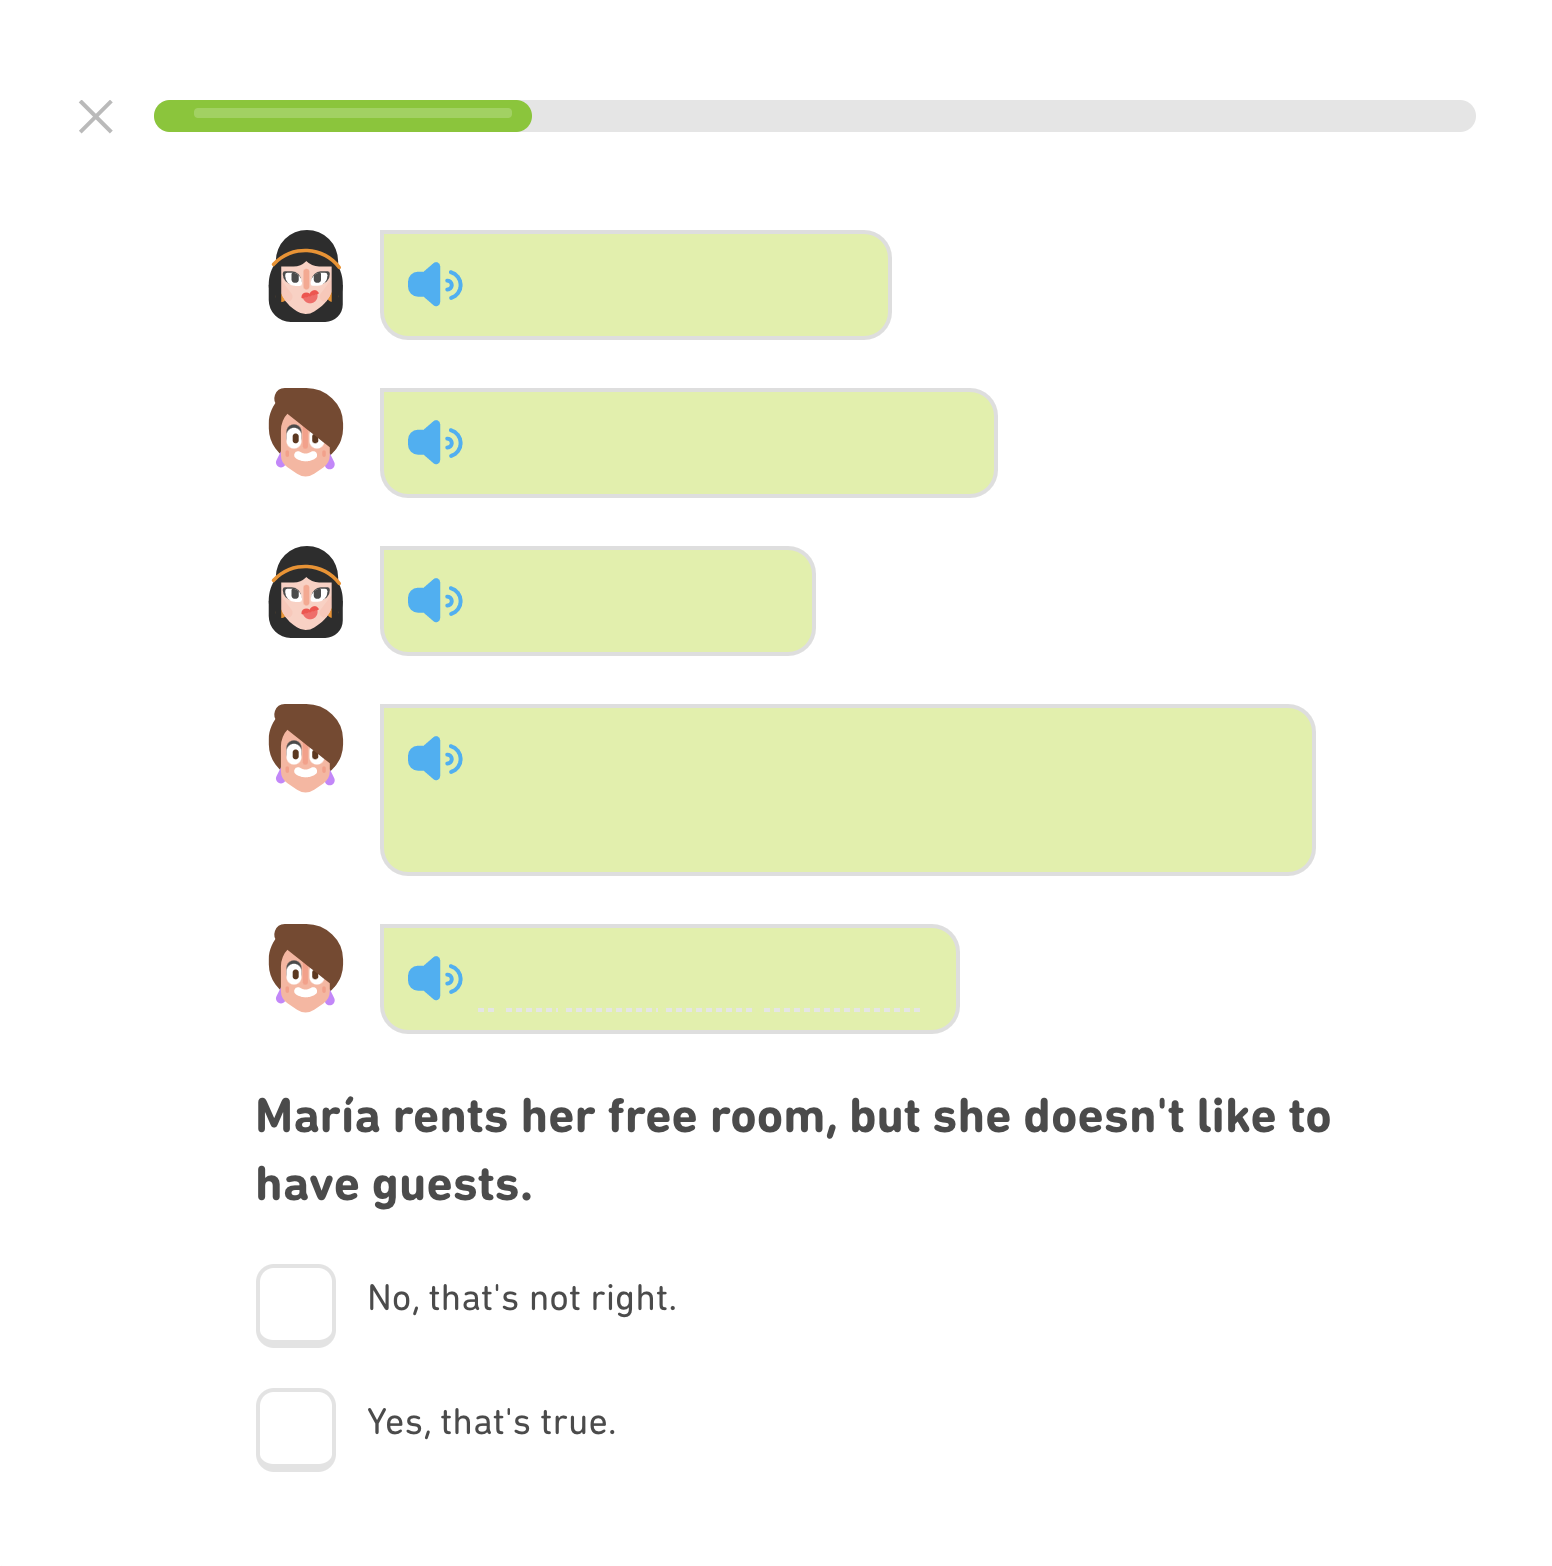 María rents her free room, but she doesn't like to
have guests.
No, that's not right.
Yes, that's true.